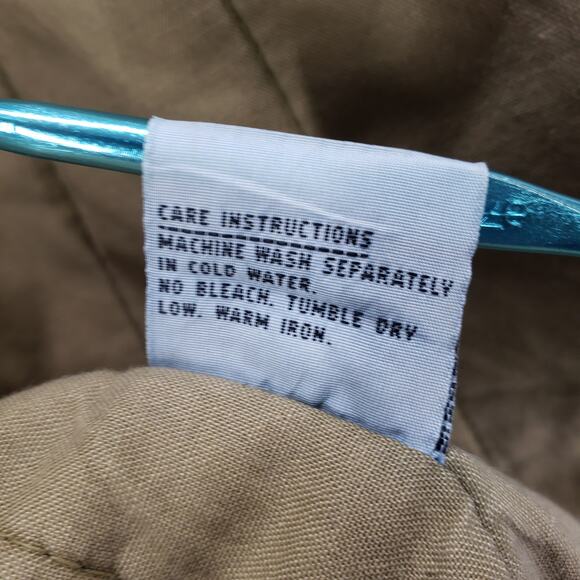 CARE INSTRUCTIONS
MACHINE WASH SEPARATELY
IN COLD WATER.
NO BLEACH. TUMBLE DRY
LOW. WARM IRON.